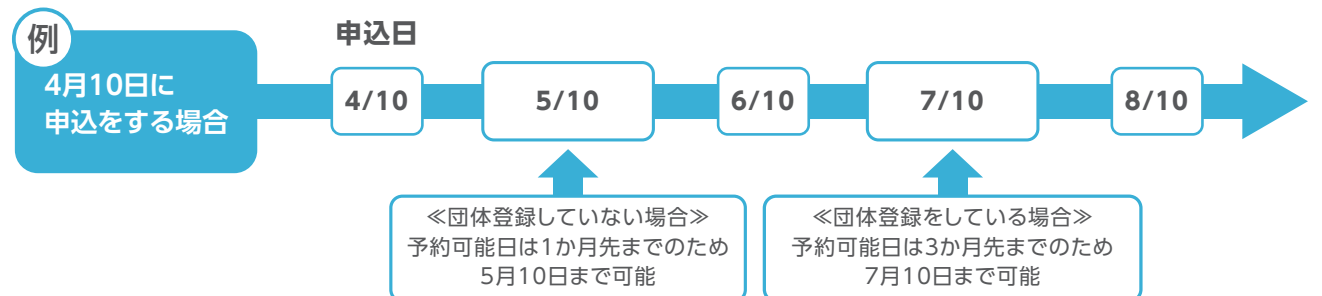 例
4月10日に
申込をする場合
申込日
4/10
5/10
6/10
7/10
8/10
≪団体登録していない場合≫
予約可能日は1か月先までのため
5月10日まで可能
≪団体登録をしている場合≫
予約可能日は3か月先までのため
7月10日まで可能